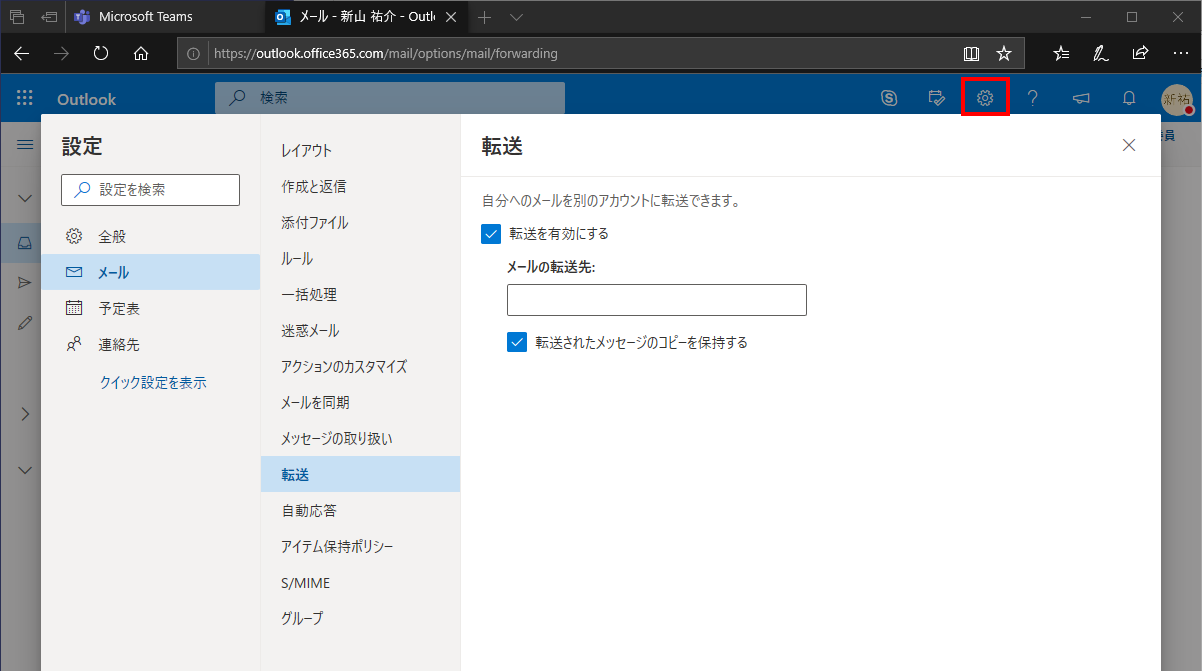 Microsoft Teams
メール - 新山 祐介 - Outl
https://outlook.office365.com/mail/options/mail/forwarding
Outlook
検索
新祐
員
設定
設定を検索
全般
メール
予定表
連絡先
クイック設定を表示
レイアウト
作成と返信
添付ファイル
ルール
一括処理
迷惑メール
アクションのカスタマイズ
メールを同期
メッセージの取り扱い
転送
自動応答
アイテム保持ポリシー
S/MIME
グループ
転送
自分へのメールを別のアカウントに転送できます。
転送を有効にする
メールの転送先:
転送されたメッセージのコピーを保持する